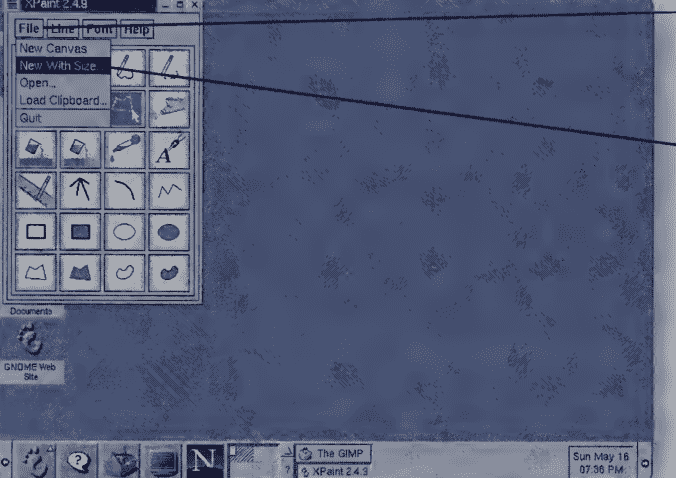 XPaint 2.4.9
File Line Font Help
New Canvas
New With Size...
Open...
Load Clipboard...
Quit
A
Documents
GNOME Web
Site
?
N
The GIMP
?
XPaint 2.4.9
Sun May 16
07:36 PM